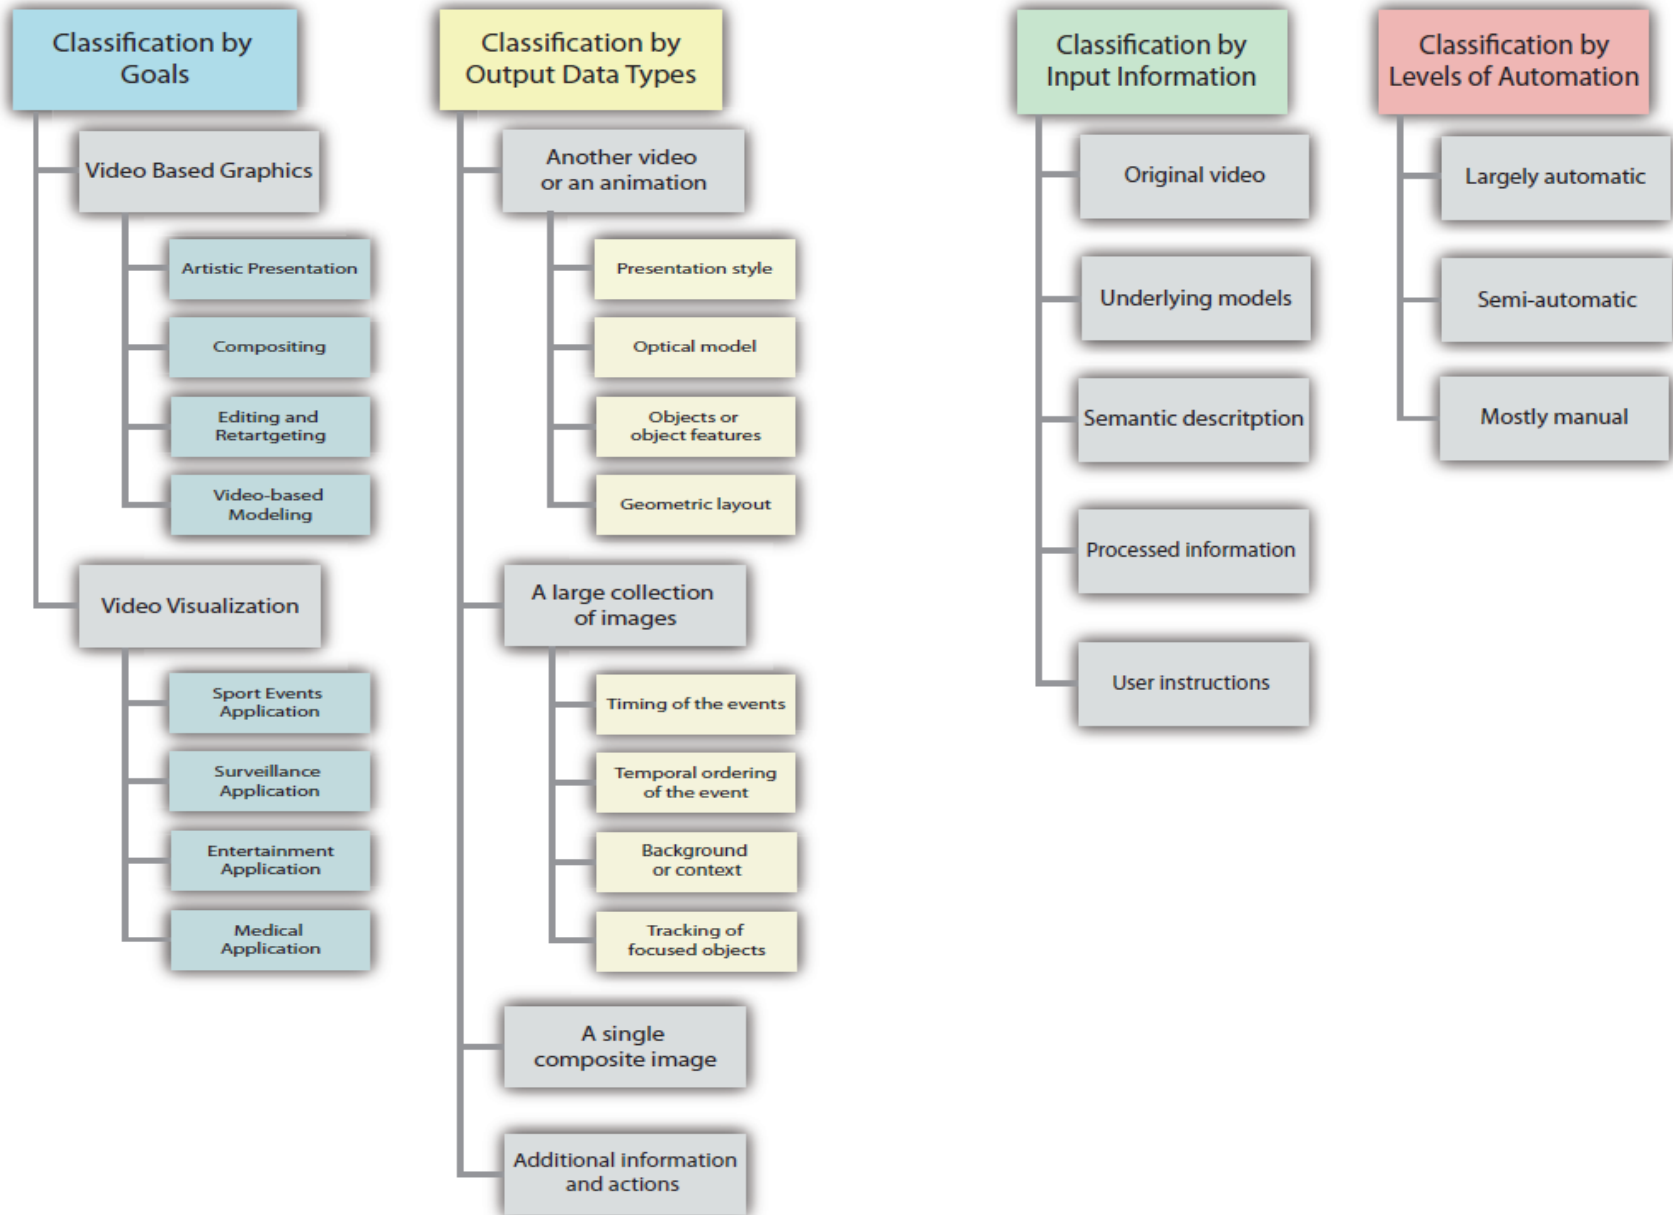 Classification by
Goals
Video Based Graphics
Artistic Presentation
Compositing
Editing and
Retartgeting
Video-based
Modeling
Video Visualization
Sport Events
Application
Surveillance
Application
Entertainment
Application
Medical
Application
Classification by
Output Data Types
Another video
or an animation
Presentation style
Optical model
Objects or
object features
Geometric layout
A large collection
of images
Timing of the events
Temporal ordering
of the event
Background
or context
Tracking of
focused objects
A single
composite image
Additional information
and actions
Classification by
Input Information
Original video
Underlying models
Semantic descritption
Processed information
User instructions
Classification by
Levels of Automation
Largely automatic
Semi-automatic
Mostly manual